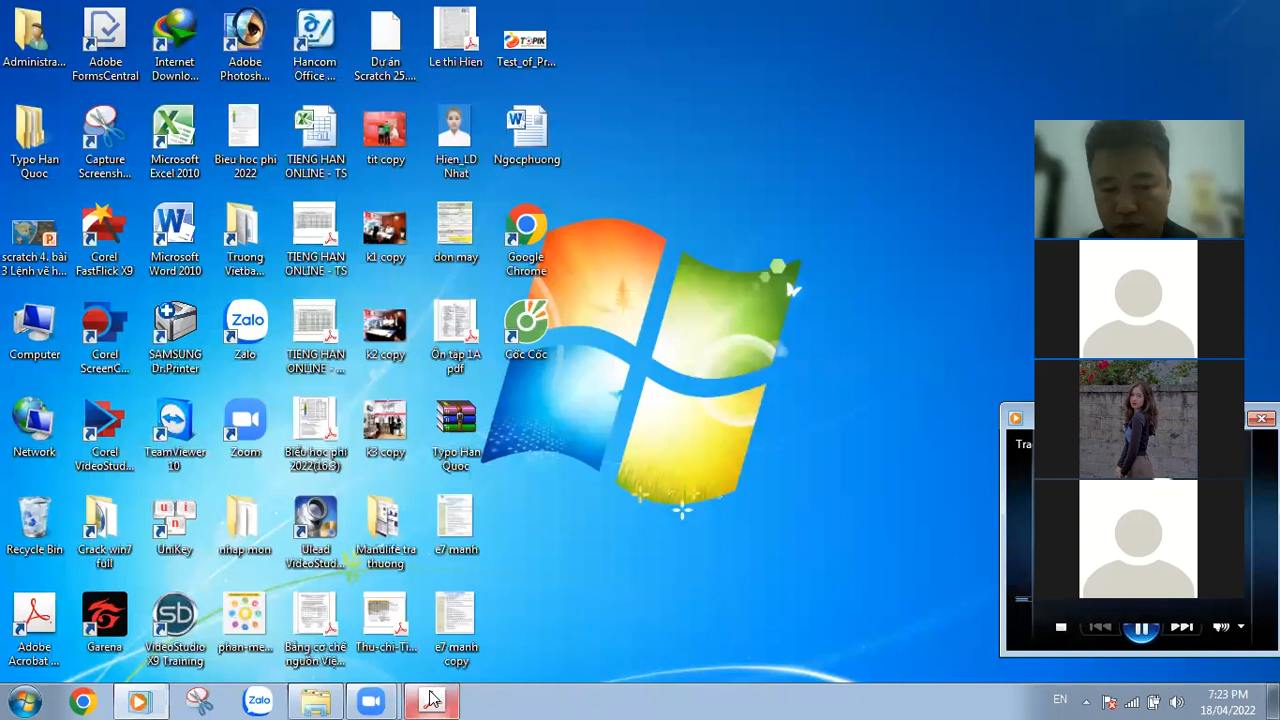 Administra...
Adobe
FormsCentral
Internet
Downlo...
Adobe
Photosh...
Hancom
Office ...
Dự án
Scratch 25....
Le thi Hien
TOPIK
Test_of_Pr...
Typo Han
Quoc
Capture
Screensh...
Microsoft
Excel 2010
Bieu hoc phi
2022
TIENG HAN
ONLINE - TS
tit copy
Hien_LD
Nhat
Ngocphuong
scratch 4. bài
3 Lệnh vẽ h...
Corel
FastFlick X9
Microsoft
Word 2010
Truong
Vietba...
TIENG HAN
ONLINE - TS
k1 copy
don may
Google
Chrome
Computer
Corel
ScreenC...
SAMSUNG
Dr.Printer
Zalo
Zalo
TIENG HAN
ONLINE - ...
k2 copy
Ôn tập 1A
pdf
Cốc Cốc
Network
Corel
VideoStud...
TeamViewer
10
Zoom
Biểu học phí
2022(16.3)
k3 copy
Typo Han
Quoc
Tra
Recycle Bin
Crack win7
full
UniKey
nhap mon
Ulead
VideoStud...
Manulife tra
thuong
e7 manh
Adobe
Acrobat ...
Garena
VideoStudio
X9 Training
phan-me...
Bảng cơ chế
nguồn Việ...
Thu-chi-Ti...
e7 manh
copy
Zalo
EN
7:23 PM
18/04/2022